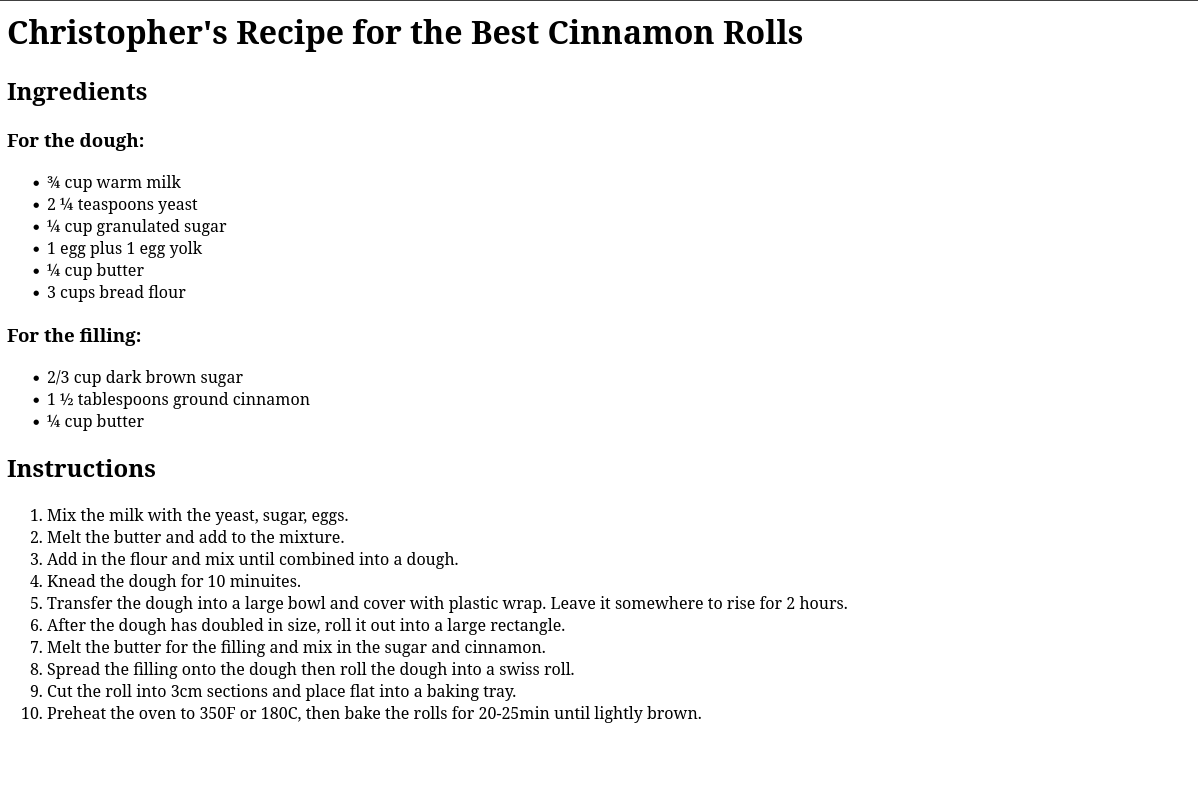 Christopher's Recipe for the Best Cinnamon Rolls
Ingredients
For the dough:
• ¾ cup warm milk
• 2 ¼ teaspoons yeast
• ¼ cup granulated sugar
• 1 egg plus 1 egg yolk
• ¼ cup butter
• 3 cups bread flour
For the filling:
• 2/3 cup dark brown sugar
• 1 ½ tablespoons ground cinnamon
• ¼ cup butter
Instructions
1. Mix the milk with the yeast, sugar, eggs.
2. Melt the butter and add to the mixture.
3. Add in the flour and mix until combined into a dough.
4. Knead the dough for 10 minuites.
5. Transfer the dough into a large bowl and cover with plastic wrap. Leave it somewhere to rise for 2 hours.
6. After the dough has doubled in size, roll it out into a large rectangle.
7. Melt the butter for the filling and mix in the sugar and cinnamon.
8. Spread the filling onto the dough then roll the dough into a swiss roll.
9. Cut the roll into 3cm sections and place flat into a baking tray.
10. Preheat the oven to 350F or 180C, then bake the rolls for 20-25min until lightly brown.